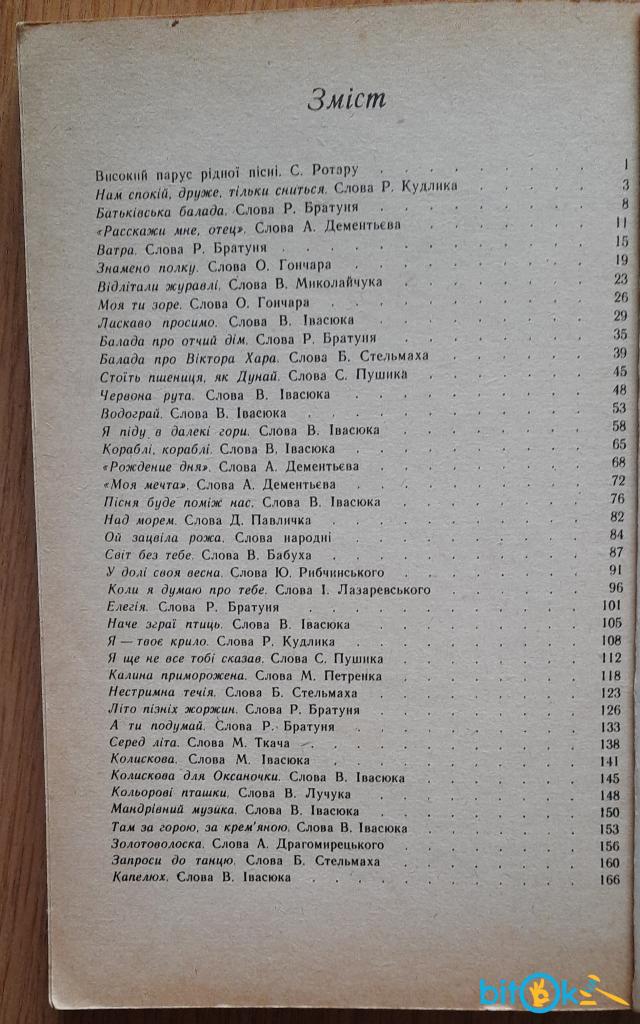 Зміст
Високий парус рідної пісні. С. Ротару . . . . . . . 1
Нам спокій, друже, тільки сниться. Слова Р. Кудлика . . . . . 3
Батьківська балада. Слова Р. Братуня . . . . . . . 8
«Расскажи мне, отец». Слова А. Дементьєва . . . . . . 11
Ватра. Слова Р. Братуня . . . . . . . . . 15
Знамено полку. Слова О. Гончара . . . . . . . 19
Відлітали журавлі. Слова В. Миколайчука . . . . . . 23
Моя ти зоре. Слова О. Гончара . . . . . . . . 26
Ласкаво просимо. Слова В. Івасюка . . . . . . . 29
Балада про отчий дім. Слова Р. Братуня . . . . . . 35
Балада про Віктора Хара. Слова Б. Стельмаха . . . . . 39
Стоїть пшениця, як Дунай. Слова С. Пушика . . . . . 45
Червона рута. Слова В. Івасюка . . . . . . . 48
Водограй. Слова В. Івасюка . . . . . . . . 53
Я піду в далекі гори. Слова В. Івасюка . . . . . . 58
Кораблі, кораблі. Слова В. Івасюка . . . . . . . 65
«Рождение дня». Слова А. Дементьєва . . . . . . 68
«Моя мечта». Слова А. Дементьєва . . . . . . . 72
Пісня буде поміж нас. Слова В. Івасюка . . . . . . 76
Над морем. Слова Д. Павличка . . . . . . . . 82
Ой зацвіла рожа. Слова народні . . . . . . . 84
Світ без тебе. Слова В. Бабуха . . . . . . . . 87
У долі своя весна. Слова Ю. Рибчинського . . . . . . 91
Коли я думаю про тебе. Слова І. Лазаревського . . . . . 96
Елегія. Слова Р. Братуня . . . . . . . . 101
Наче зграї птиць. Слова В. Івасюка . . . . . . . 105
Я — твоє крило. Слова Р. Кудлика . . . . . . . 108
Я ще не все тобі сказав. Слова С. Пушика . . . . . . 112
Калина приморожена. Слова М. Петренка . . . . . . 118
Нестримна течія. Слова Б. Стельмаха . . . . . . . 123
Літо пізніх жоржин. Слова Р. Братуня . . . . . . 126
А ти подумай. Слова Р. Братуня . . . . . . . 133
Серед літа. Слова М. Ткача . . . . . . . . 138
Колискова. Слова М. Івасюка . . . . . . . . 141
Колискова для Оксаночки. Слова В. Івасюка . . . . . 145
Кольорові пташки. Слова В. Лучука . . . . . . . 148
Мандрівний музика. Слова В. Івасюка . . . . . . 150
Там за горою, за крем'яною. Слова В. Івасюка . . . . . 153
Золотоволоска. Слова А. Драгомирецького . . . . . . 156
Запроси до танцю. Слова Б. Стельмаха . . . . . . 160
Капелюх. Слова В. Івасюка . . . . . . . . 166
bitok